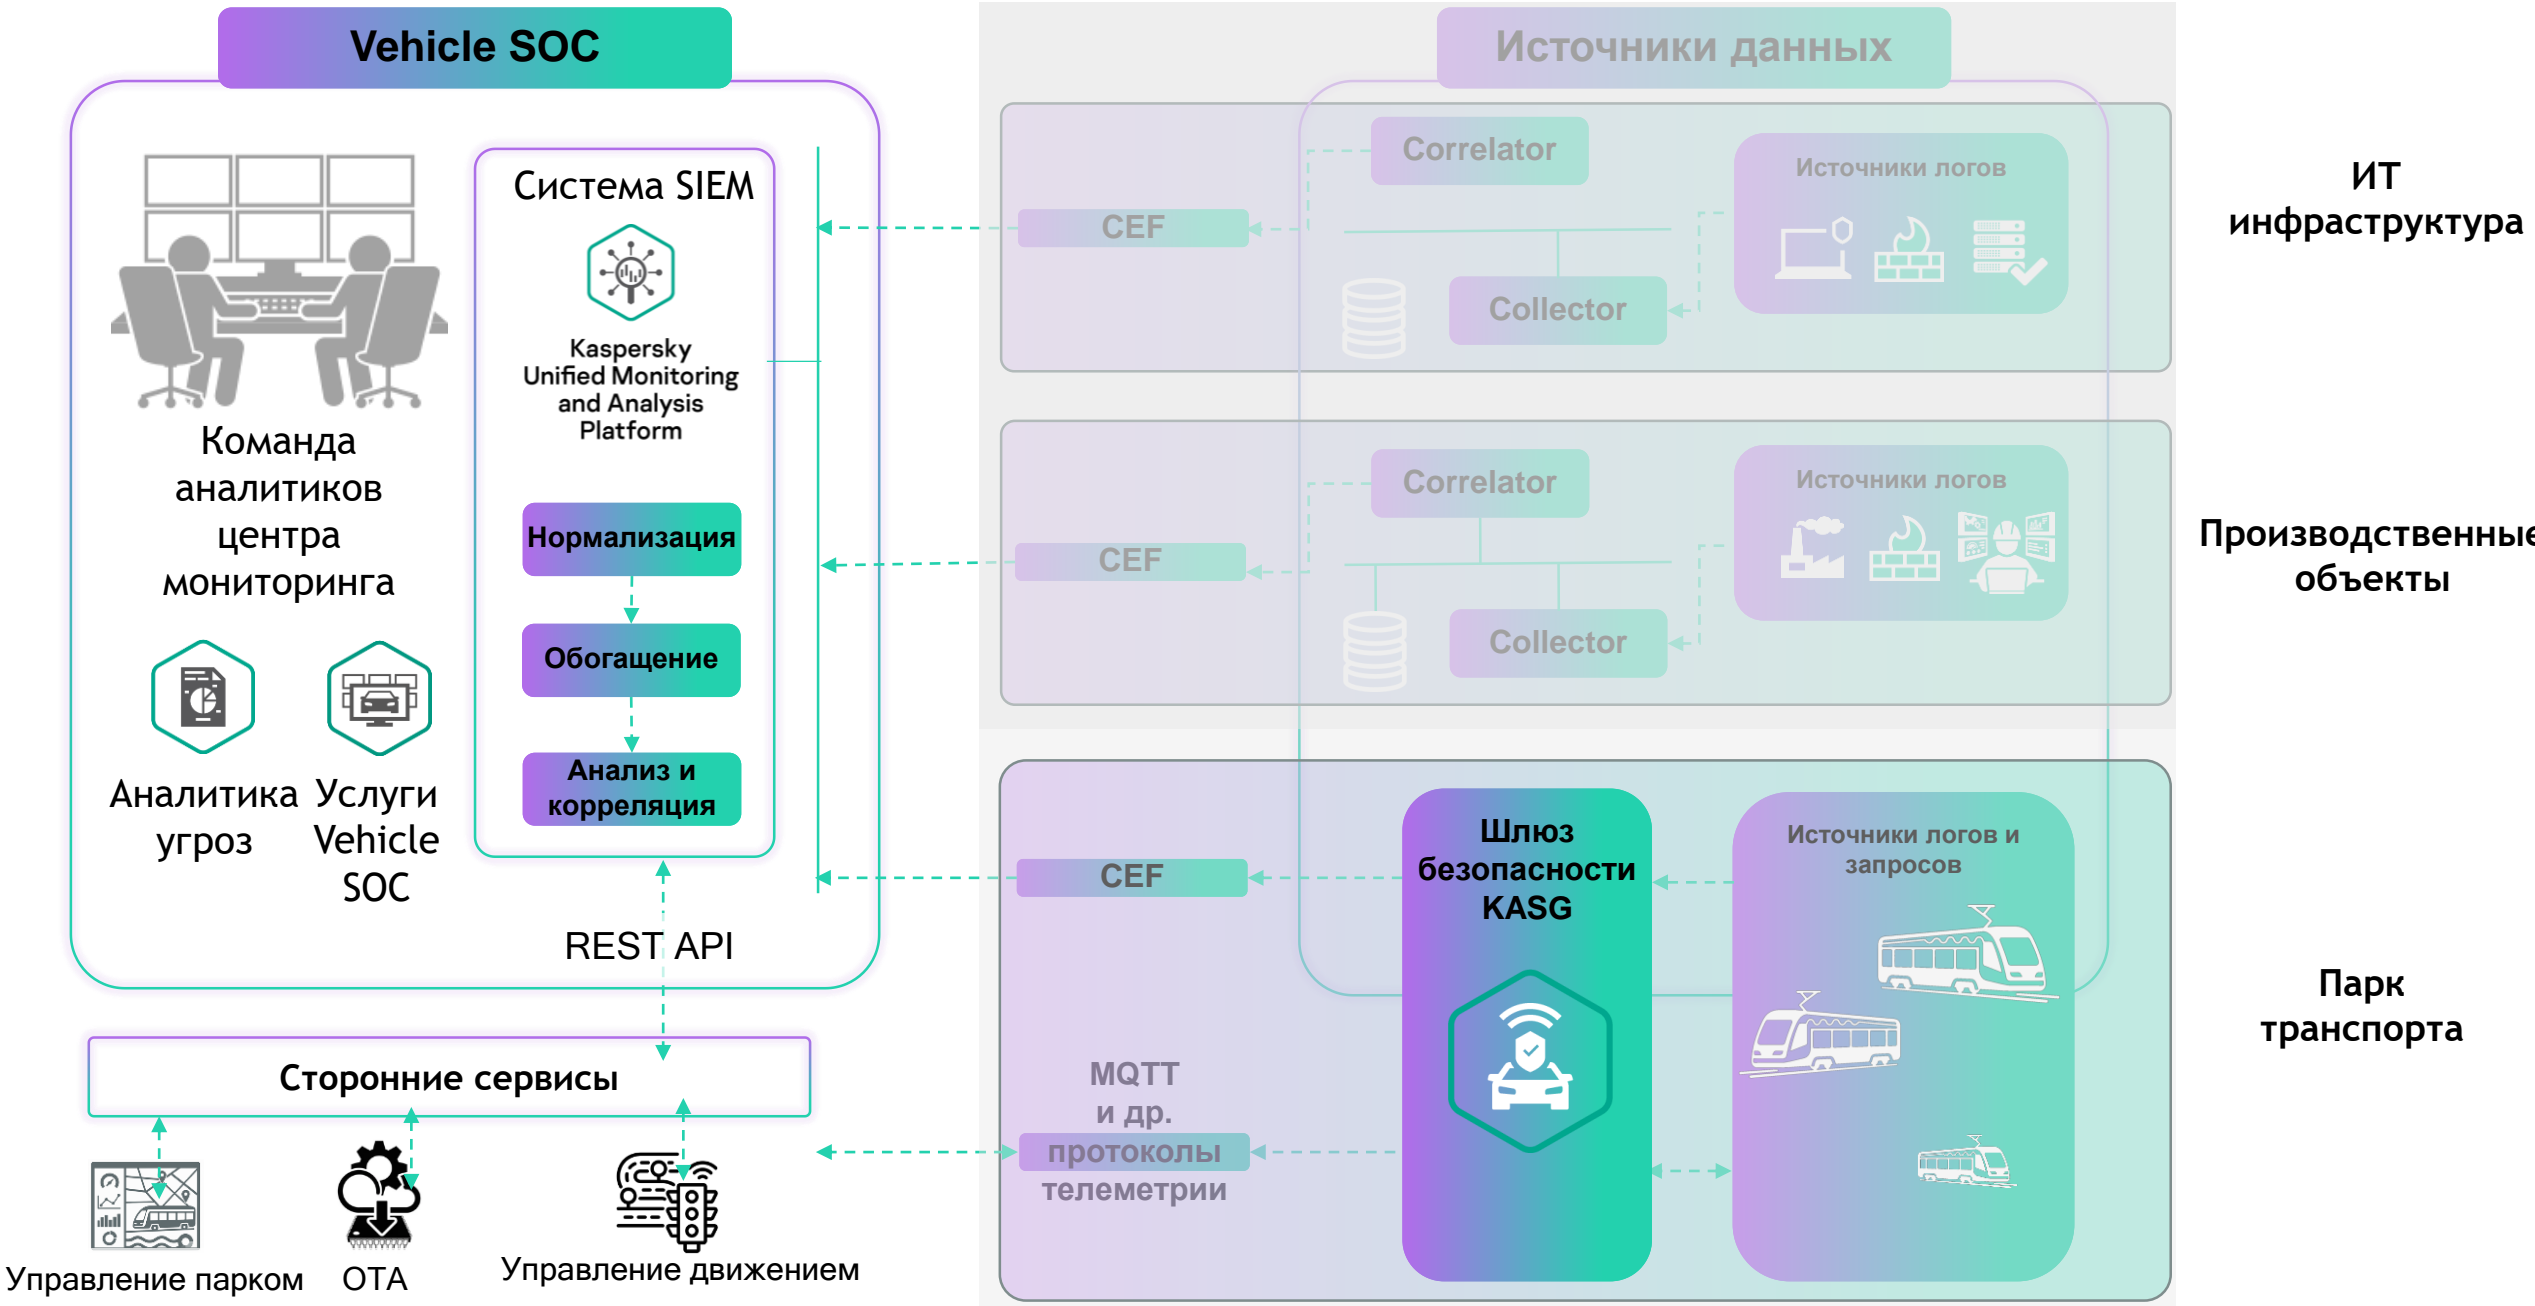 Vehicle SOC
Источники данных
Система SIEM
Kaspersky
Unified Monitoring
and Analysis
Platform
Команда
аналитиков
центра
мониторинга
Аналитика
угроз
Услуги
Vehicle
SOC
Нормализация
Обогащение
Анализ и
корреляция
REST API
Сторонние сервисы
Управление парком
OTA
Управление движением
CEF
Correlator
Collector
Источники логов
ИТ
инфраструктура
CEF
Correlator
Collector
Источники логов
Производственные
объекты
CEF
MQTT
и др.
протоколы
телеметрии
Шлюз
безопасности
KASG
Источники логов и
запросов
Парк
транспорта